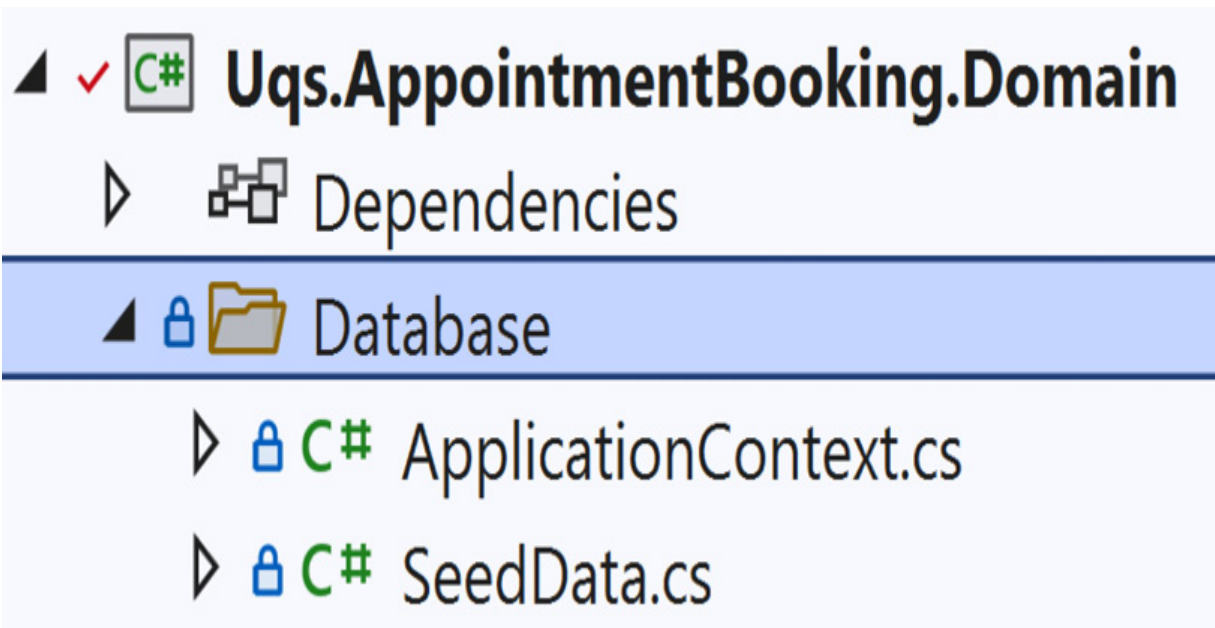 C# Uqs.AppointmentBooking.Domain
Dependencies
Database
C# ApplicationContext.cs
C# SeedData.cs